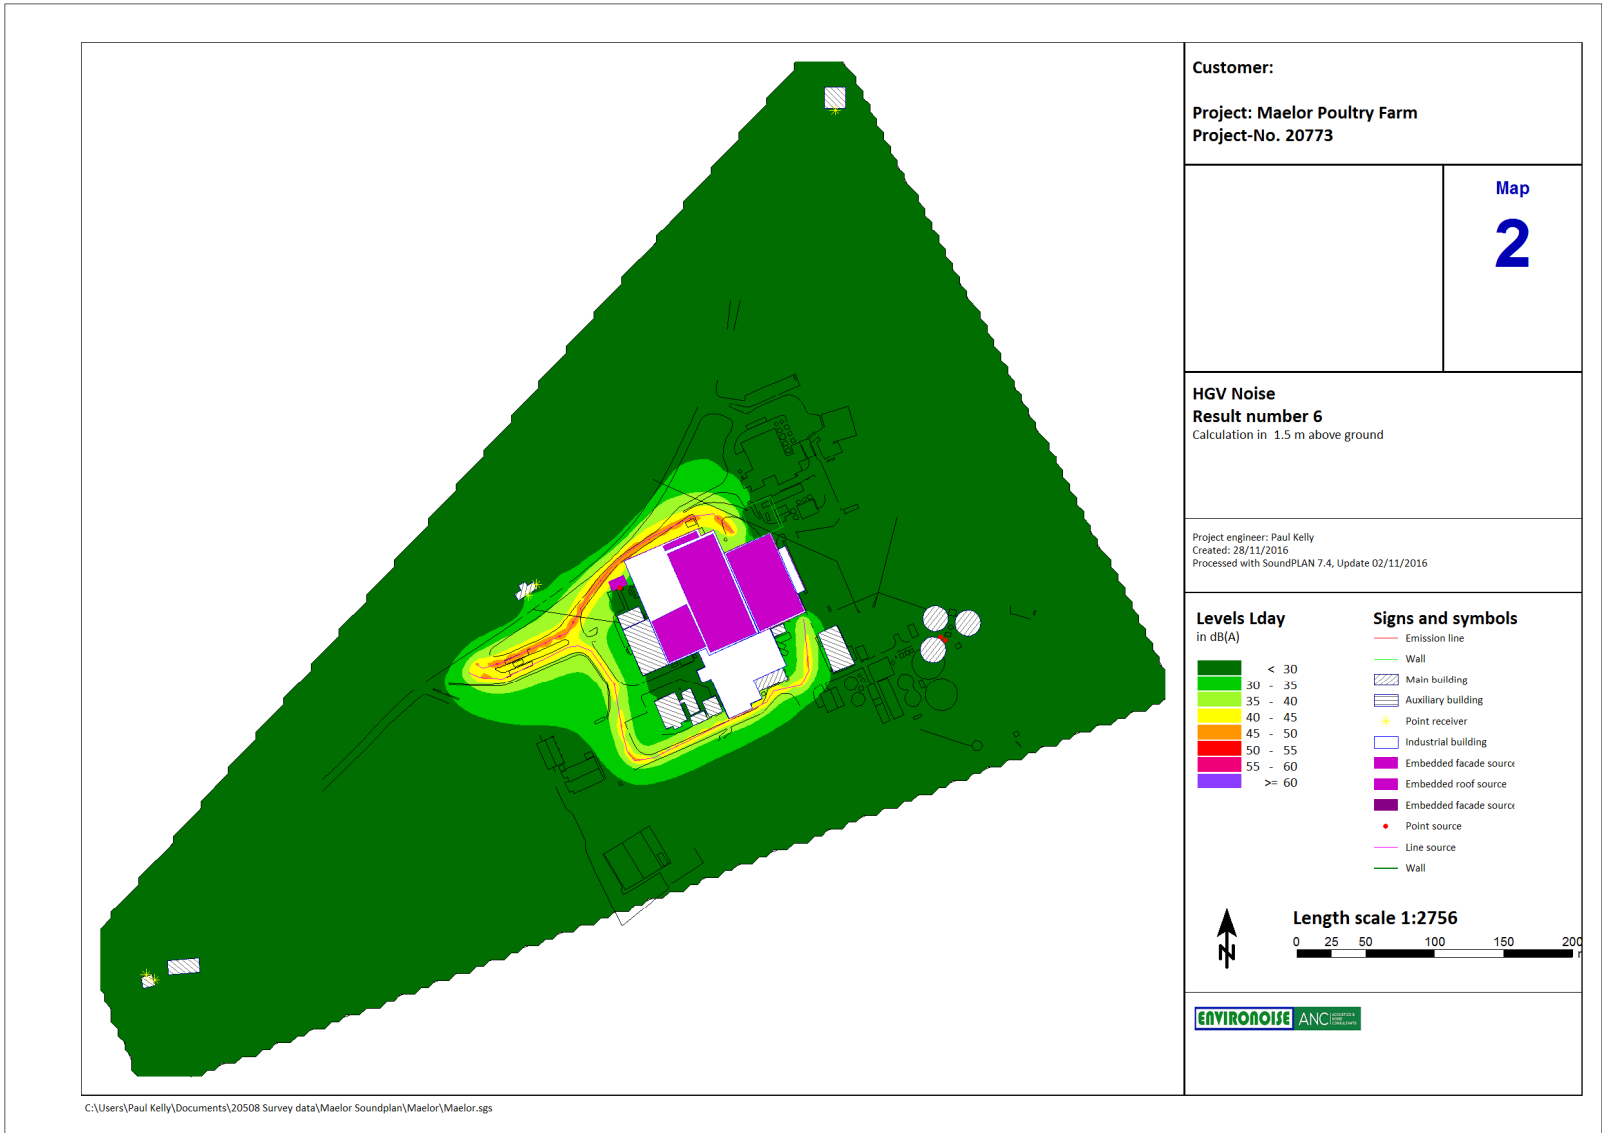 Customer:
Project: Maelor Poultry Farm
Project-No. 20773
Map
2
HGV Noise
Result number 6
Calculation in 1.5 m above ground
Project engineer: Paul Kelly
Created: 28/11/2016
Processed with SoundPLAN 7.4, Update 02/11/2016
Levels Lday
in dB(A)
< 30
30 - 35
35 - 40
40 - 45
45 - 50
50 - 55
55 - 60
>= 60
Signs and symbols
Emission line
Wall
Main building
Auxiliary building
Point receiver
Industrial building
Embedded facade source
Embedded roof source
Embedded facade source
Point source
Line source
Wall
N
Length scale 1:2756
0 25 50 100 150 200
ENVIRONOISE ANC ACOUSTICS & NOISE CONSULTANTS
C:\Users\Paul Kelly\Documents\20508 Survey data\Maelor Soundplan\Maelor\Maelor.sgs